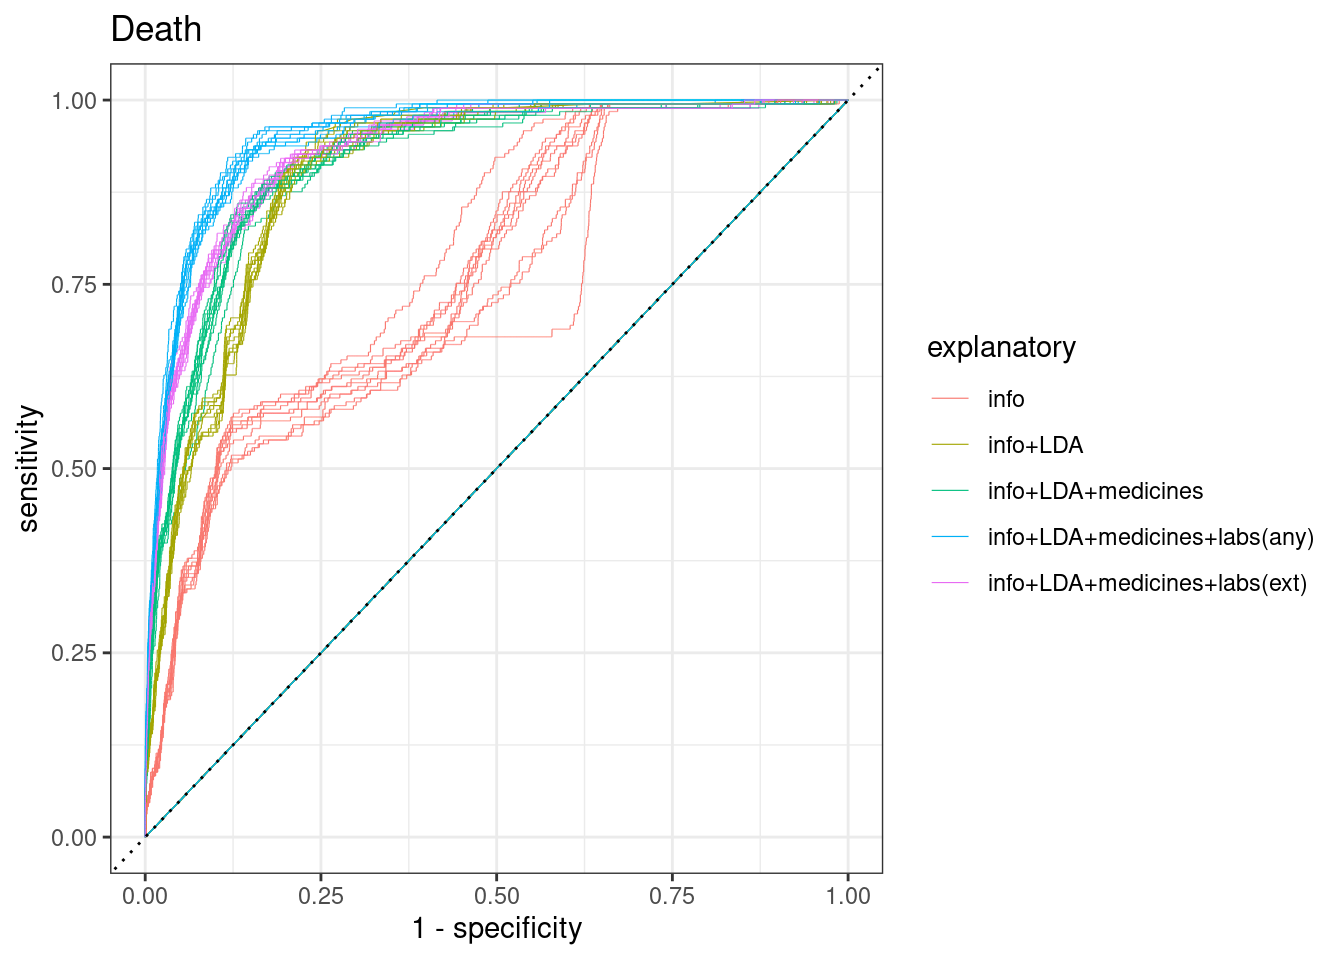 Death
1.00
0.75
0.50
0.25
0.00
sensitivity
0.00 0.25 0.50 0.75 1.00
1 - specificity
explanatory
info
info+LDA
info+LDA+medicines
info+LDA+medicines+labs(any)
info+LDA+medicines+labs(ext)